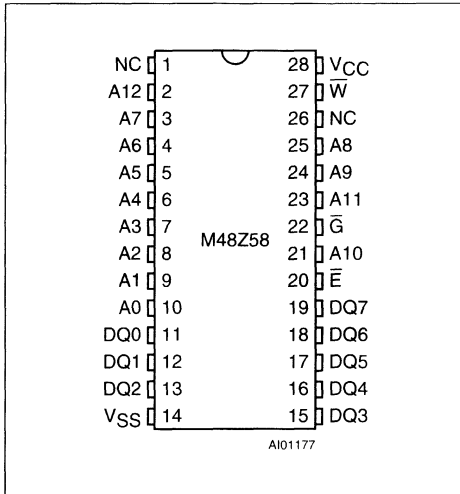 NC 1 28 VCC
A12 2 27 W̅
A7 3 26 NC
A6 4 25 A8
A5 5 24 A9
A4 6 23 A11
A3 7 22 G̅
M48Z58
A2 8 21 A10
A1 9 20 E̅
A0 10 19 DQ7
DQ0 11 18 DQ6
DQ1 12 17 DQ5
DQ2 13 16 DQ4
VSS 14 15 DQ3
AI01177